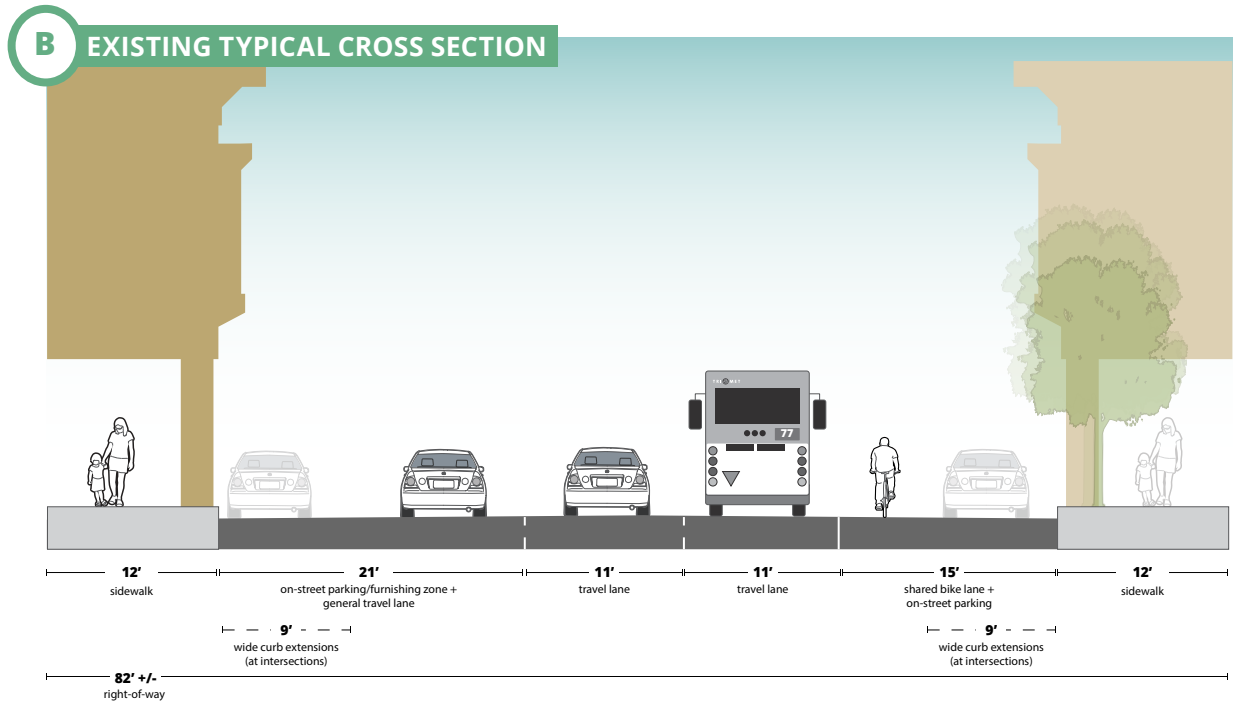 B EXISTING TYPICAL CROSS SECTION
TRI MET
77
12’ 21’ 11’ 11’ 15’ 12’
sidewalk
on-street parking/furnishing zone +
general travel lane
travel lane
travel lane
shared bike lane +
on-street parking
sidewalk
9’
wide curb extensions
(at intersections)
9’
wide curb extensions
(at intersections)
82’ +/-
right-of-way